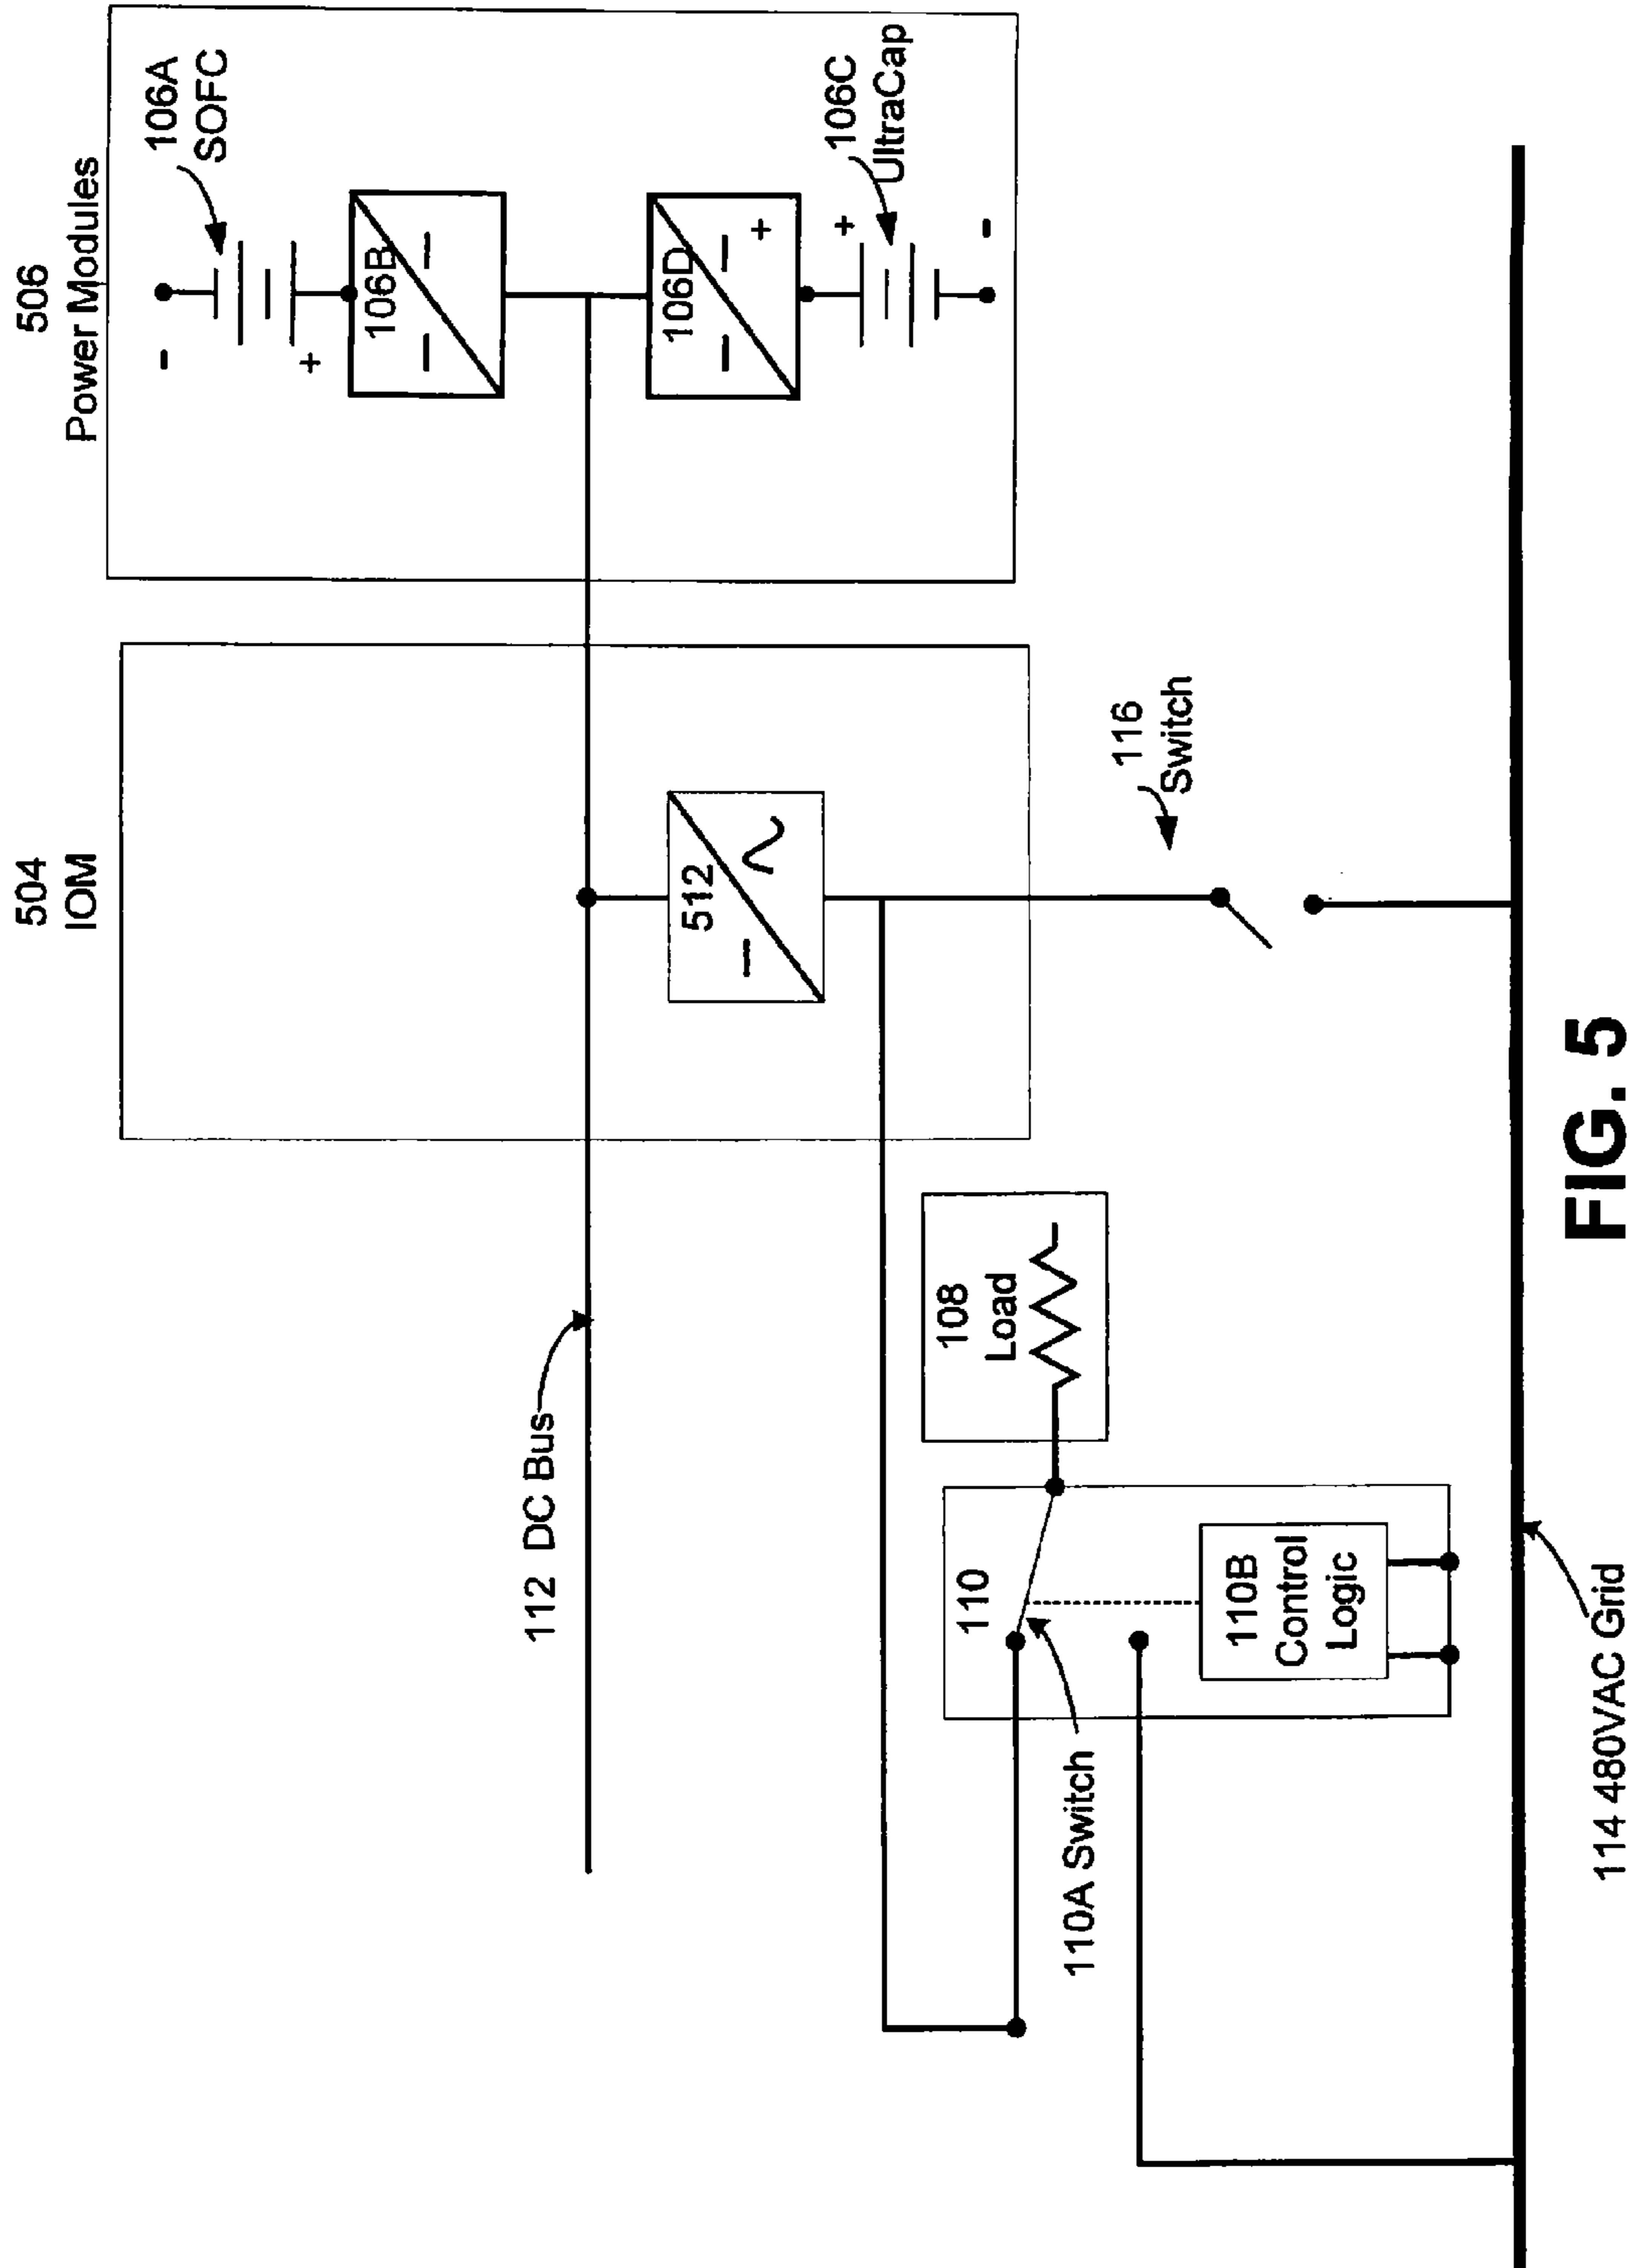 506
Power Modules
106A
SOFC
106B
106D
106C
UltraCap
-
+
+
+
-
504
IOM
512
116
Switch
112 DC Bus
108
Load
110
110A Switch
110B
Control
Logic
114 480VAC Grid
FIG. 5